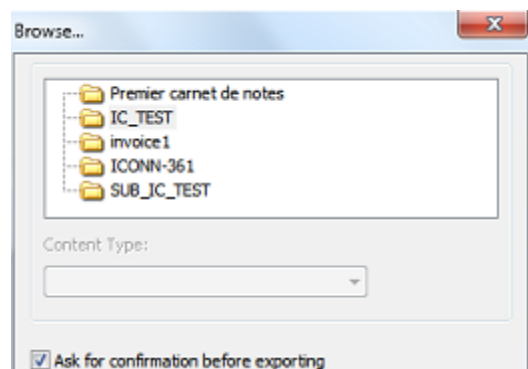 Browse...
Premier carnet de notes
IC_TEST
invoice1
ICONN-361
SUB_IC_TEST
Content Type:
Ask for confirmation before exporting